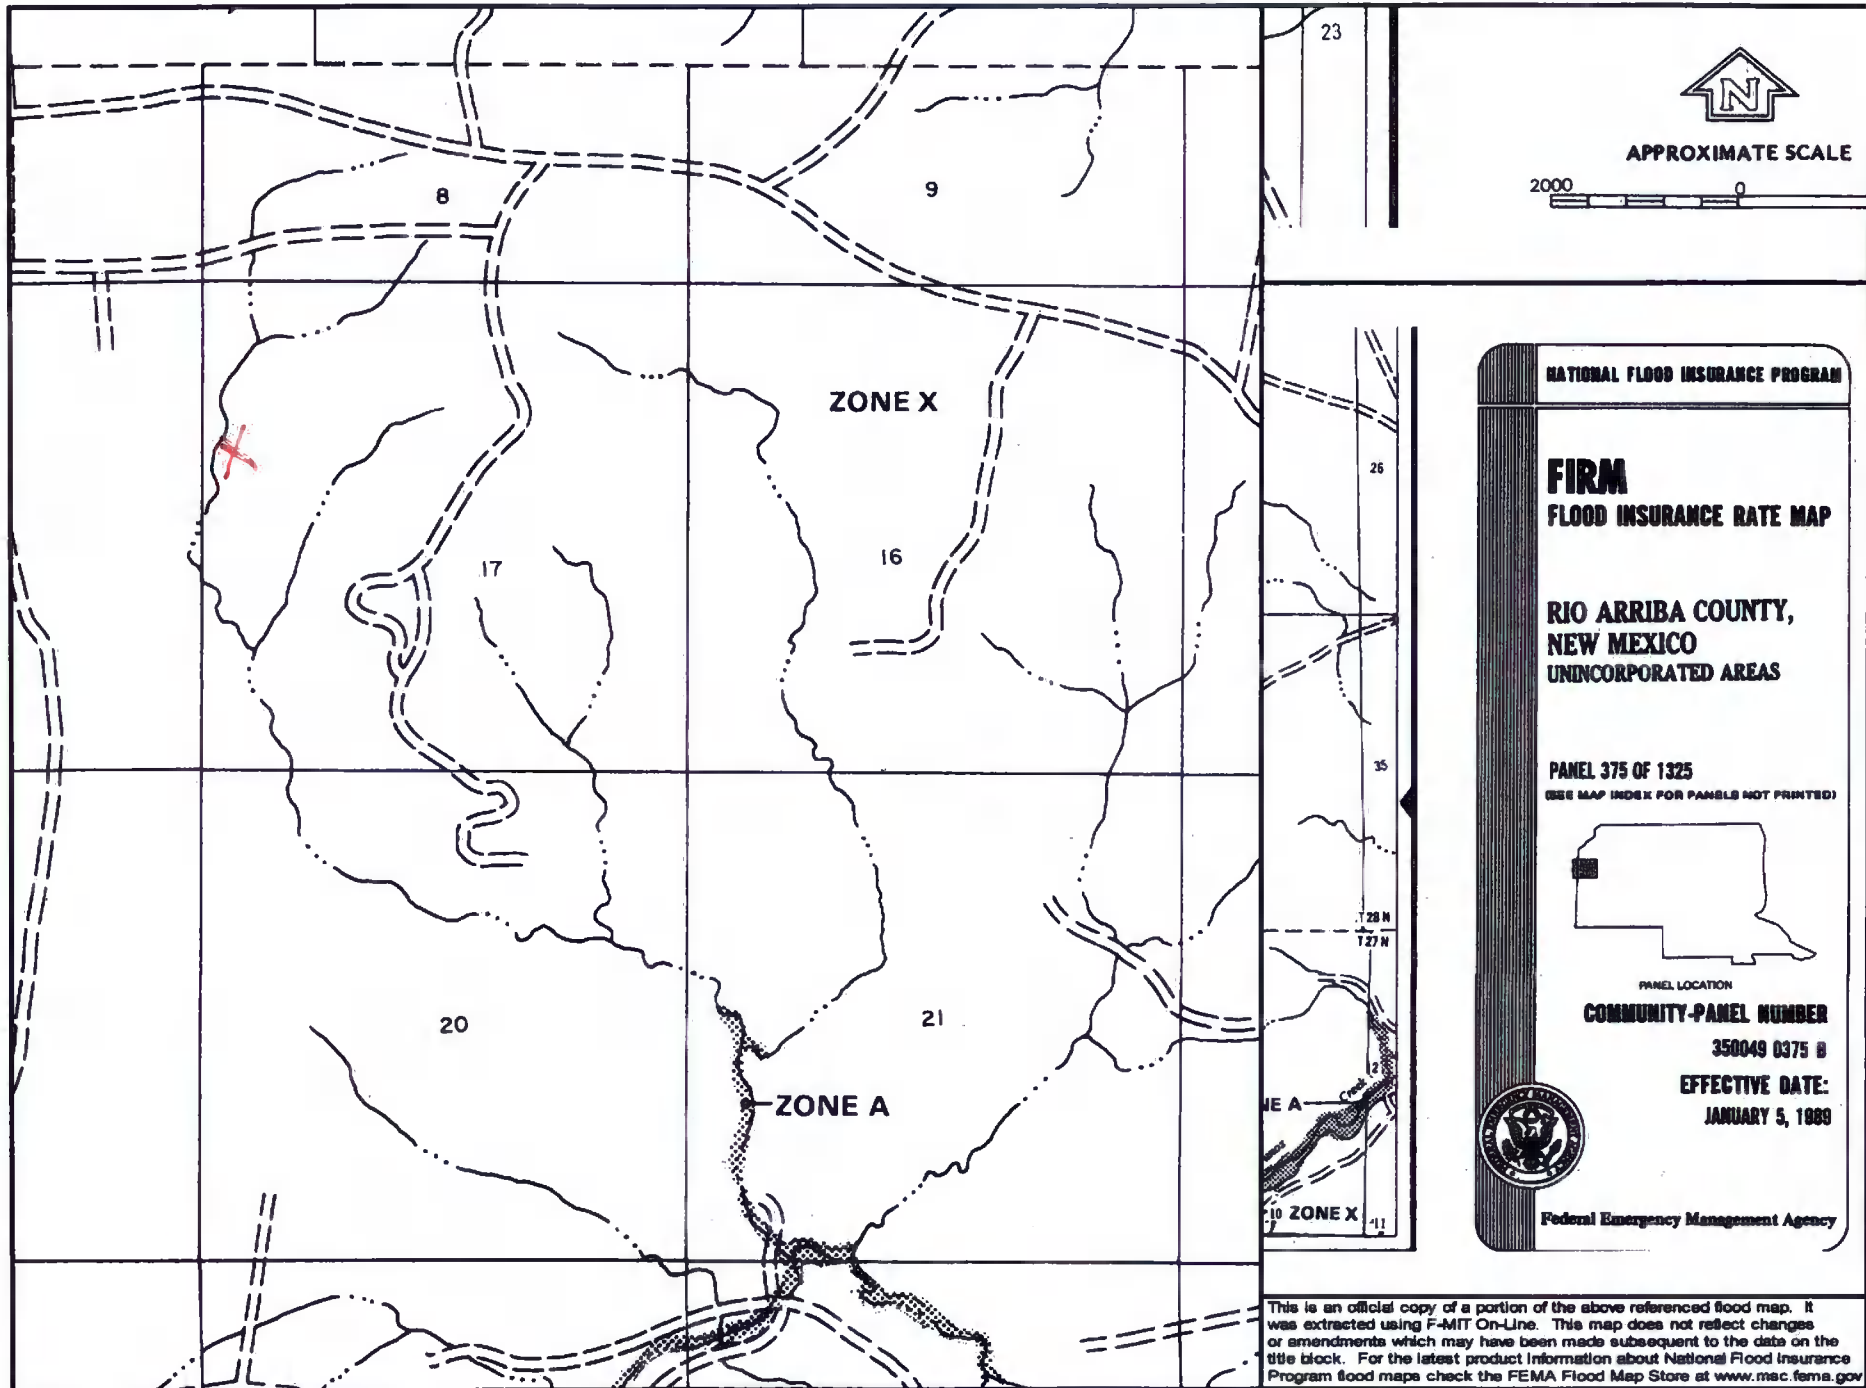 23
N
APPROXIMATE SCALE
2000
0
8
9
ZONE X
26
17
16
35
T 28 N
T 27 N
20
21
ZONE A
2
Creek
NE A
10
ZONE X
11
NATIONAL FLOOD INSURANCE PROGRAM
FIRM
FLOOD INSURANCE RATE MAP
RIO ARRIBA COUNTY,
NEW MEXICO
UNINCORPORATED AREAS
PANEL 375 OF 1325
(SEE MAP INDEX FOR PANELS NOT PRINTED)
PANEL LOCATION
COMMUNITY-PANEL NUMBER
350049 0375 B
EFFECTIVE DATE:
JANUARY 5, 1989
Federal Emergency Management Agency
This is an official copy of a portion of the above referenced flood map. It
was extracted using F-MIT On-Line. This map does not reflect changes
or amendments which may have been made subsequent to the date on the
title block. For the latest product information about National Flood Insurance
Program flood maps check the FEMA Flood Map Store at www.msc.fema.gov